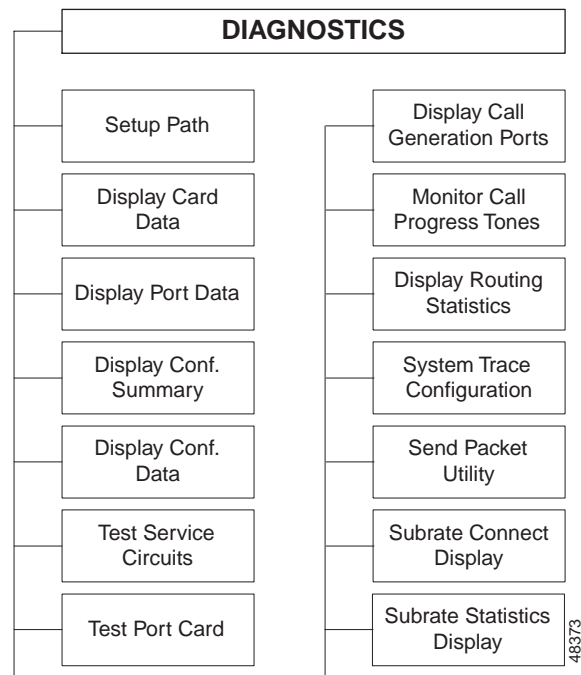 DIAGNOSTICS
Setup Path
Display Card
Data
Display Port Data
Display Conf.
Summary
Display Conf.
Data
Test Service
Circuits
Test Port Card
Display Call
Generation Ports
Monitor Call
Progress Tones
Display Routing
Statistics
System Trace
Configuration
Send Packet
Utility
Subrate Connect
Display
Subrate Statistics
Display
48373